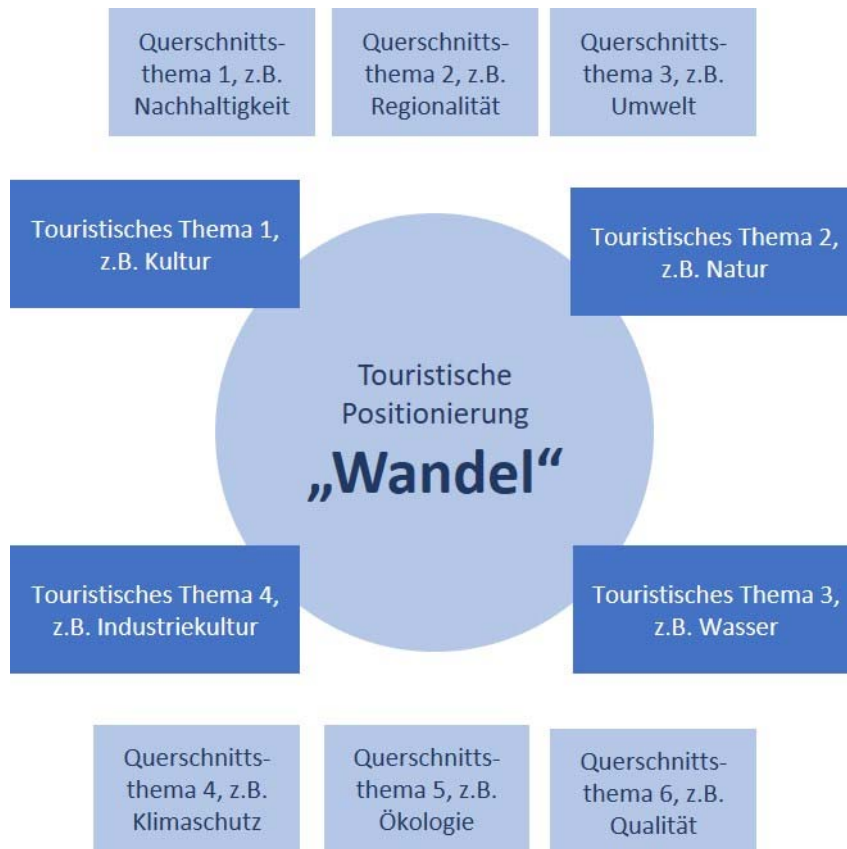 Querschnitts-
thema 1, z.B.
Nachhaltigkeit
Querschnitts-
thema 2, z.B.
Regionalität
Querschnitts-
thema 3, z.B.
Umwelt
Touristisches Thema 1,
z.B. Kultur
Touristisches Thema 2,
z.B. Natur
Touristische
Positionierung
„Wandel“
Touristisches Thema 4,
z.B. Industriekultur
Touristisches Thema 3,
z.B. Wasser
Querschnitts-
thema 4, z.B.
Klimaschutz
Querschnitts-
thema 5, z.B.
Ökologie
Querschnitts-
thema 6, z.B.
Qualität